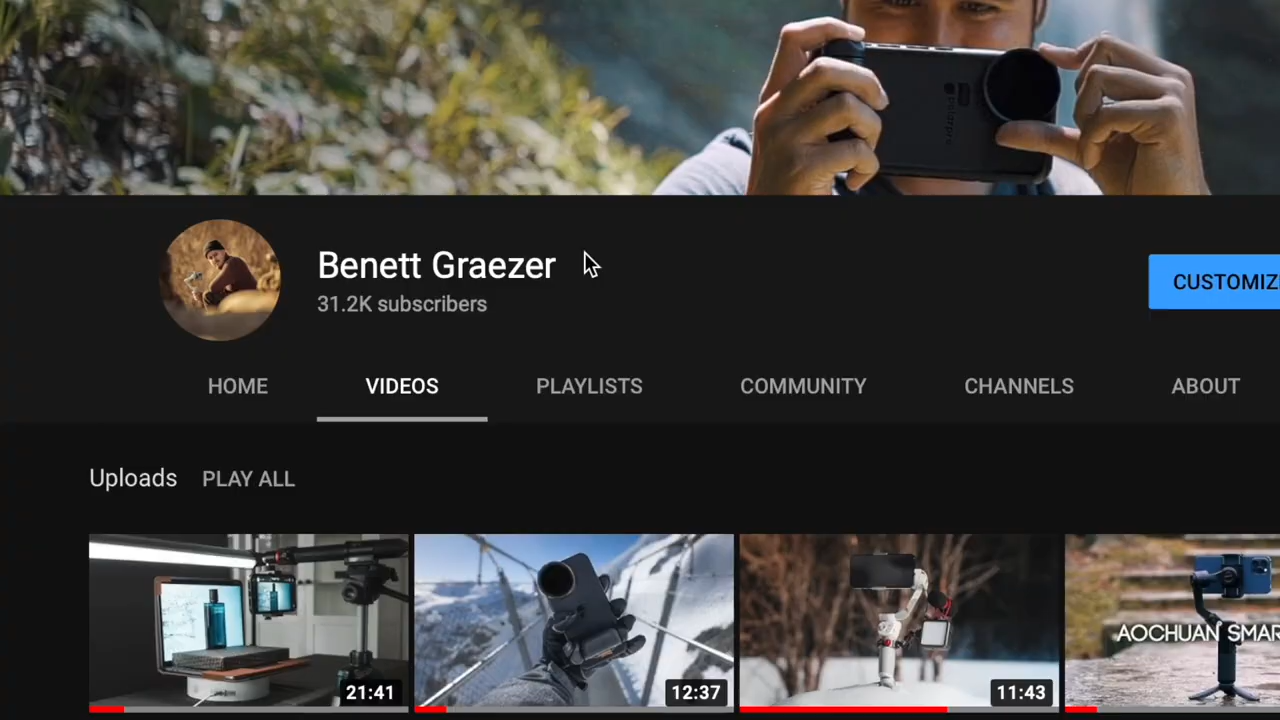 polarpro
Benett Graezer
31.2K subscribers
CUSTOMIZ
HOME VIDEOS PLAYLISTS COMMUNITY CHANNELS ABOUT
Uploads PLAY ALL
AOCHUAN SMAR
21:41 12:37 11:43